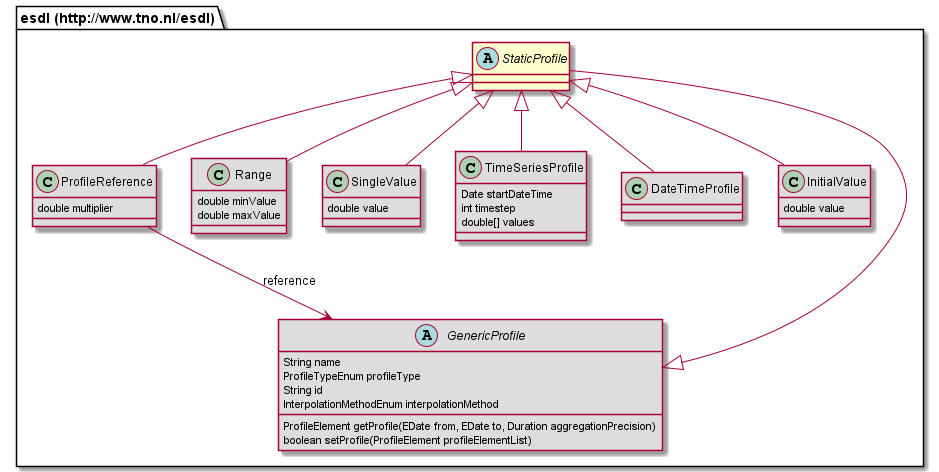 esdl (http://www.tno.nl/esdl)
A StaticProfile
C ProfileReference
double multiplier
C Range
double minValue
double maxValue
C SingleValue
double value
C TimeSeriesProfile
Date startDateTime
int timestep
double[] values
C DateTimeProfile
C InitialValue
double value
reference
A GenericProfile
String name
ProfileTypeEnum profileType
String id
InterpolationMethodEnum interpolationMethod
ProfileElement getProfile(EDate from, EDate to, Duration aggregationPrecision)
boolean setProfile(ProfileElement profileElementList)